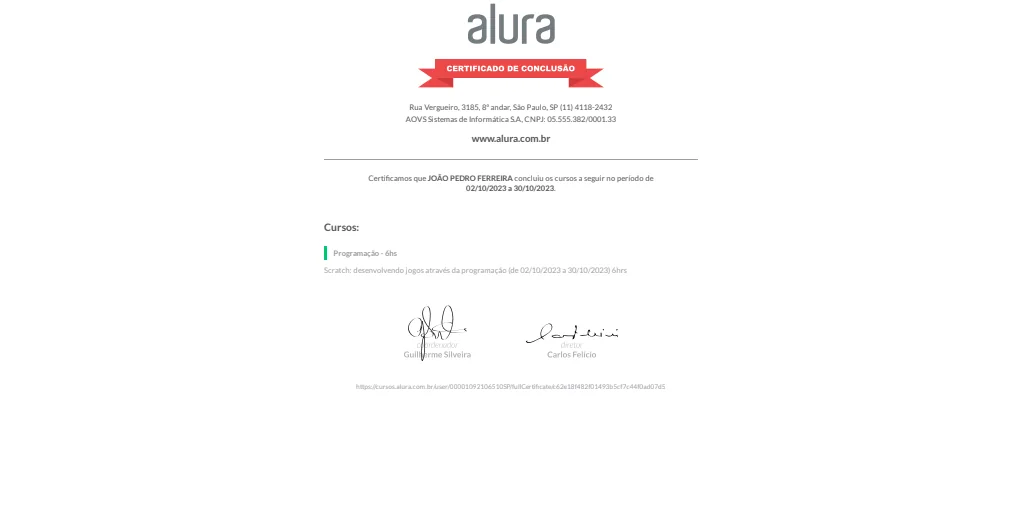 alura
CERTIFICADO DE CONCLUSÃO
Rua Vergueiro, 3185, 8º andar, São Paulo, SP (11) 4118-2432
AOVS Sistemas de Informática S.A, CNPJ: 05.555.382/0001.33
www.alura.com.br
Certificamos que JOÃO PEDRO FERREIRA concluiu os cursos a seguir no período de
02/10/2023 a 30/10/2023.
Cursos:
Programação - 6hs
Scratch: desenvolvendo jogos através da programação (de 02/10/2023 a 30/10/2023) 6hrs
coordenador
Guilherme Silveira
diretor
Carlos Felício